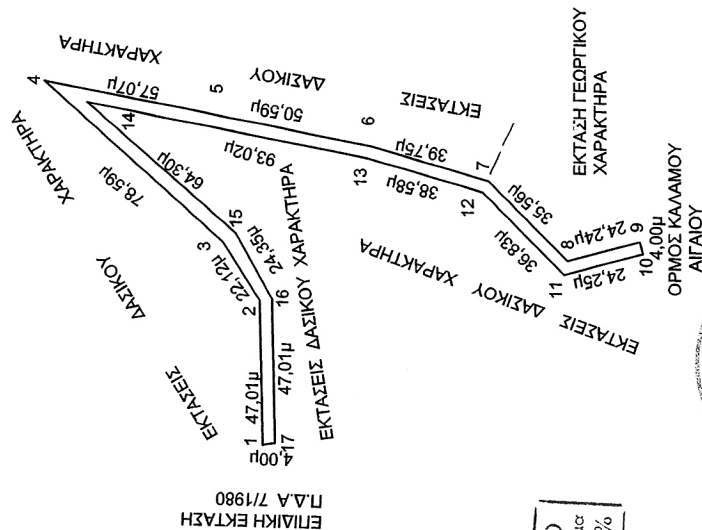 4
ΧΑΡΑΚΤΗΡΑ
57,07μ
ΧΑΡΑΚΤΗΡΑ
14
5
ΔΑΣΙΚΟΥ
50,59μ
78,59μ
64,30μ
93,02μ
6
ΕΚΤΑΣΕΙΣ
39,75μ
13
38,58μ
7
12
ΕΚΤΑΣΗ ΓΕΩΡΓΙΚΟΥ
ΧΑΡΑΚΤΗΡΑ
ΔΑΣΙΚΟΥ
3
15
22,12μ
24,35μ
2
16
35,56μ
36,83μ
8
24,24μ
9
11
24,25μ
10
4,00μ
ΟΡΜΟΣ ΚΑΛΑΜΟΥ
ΑΙΓΑΙΟΥ
ΕΚΤΑΣΕΙΣ ΔΑΣΙΚΟΥ ΧΑΡΑΚΤΗΡΑ
ΕΚΤΑΣΕΙΣ
1
47,01μ
47,01μ
17
4,00μ
ΕΚΤΑΣΕΙΣ ΔΑΣΙΚΟΥ ΧΑΡΑΚΤΗΡΑ
ΕΠΙΔΙΚΗ ΕΚΤΑΣΗ
Π.Δ.Α 7/1980
%